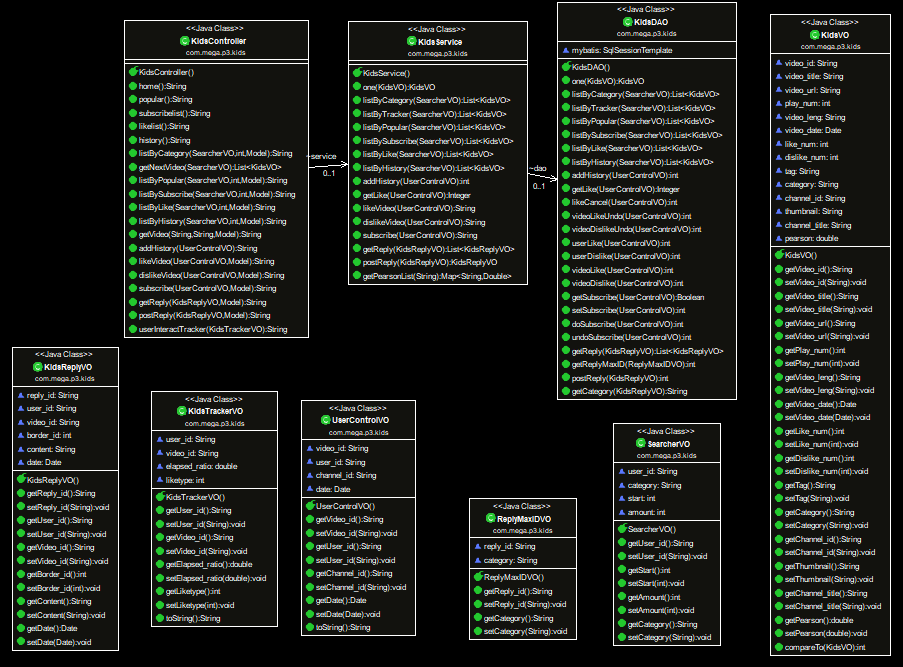 <<Java Class>>
KidsController
com.mega.p3.kids
KidsController()
home():String
popular():String
subscribelist():String
likelist():String
history():String
listByCategory(SearcherVO,int,Model):String
getNextVideo(SearcherVO):List<KidsVO>
listByPopular(SearcherVO,int,Model):String
listBySubscribe(SearcherVO,int,Model):String
listByLike(SearcherVO,int,Model):String
listByHistory(SearcherVO,int,Model):String
getVideo(String,String,Model):String
addHistory(UserControlVO):String
likeVideo(UserControlVO,Model):String
dislikeVideo(UserControlVO,Model):String
subscribe(UserControlVO,Model):String
getReply(KidsReplyVO,Model):String
postReply(KidsReplyVO,Model):String
userInteractTracker(KidsTrackerVO):String
~service
0..1
<<Java Class>>
KidsService
com.mega.p3.kids
KidsService()
one(KidsVO):KidsVO
listByCategory(SearcherVO):List<KidsVO>
listByTracker(SearcherVO):List<KidsVO>
listByPopular(SearcherVO):List<KidsVO>
listBySubscribe(SearcherVO):List<KidsVO>
listByLike(SearcherVO):List<KidsVO>
listByHistory(SearcherVO):List<KidsVO>
addHistory(UserControlVO):int
getLike(UserControlVO):Integer
likeVideo(UserControlVO):String
dislikeVideo(UserControlVO):String
subscribe(UserControlVO):String
getReply(KidsReplyVO):List<KidsReplyVO>
postReply(KidsReplyVO):KidsReplyVO
getPearsonList(String):Map<String,Double>
~dao
0..1
<<Java Class>>
KidsDAO
com.mega.p3.kids
mybatis: SqlSessionTemplate
KidsDAO()
one(KidsVO):KidsVO
listByCategory(SearcherVO):List<KidsVO>
listByTracker(SearcherVO):List<KidsVO>
listByPopular(SearcherVO):List<KidsVO>
listBySubscribe(SearcherVO):List<KidsVO>
listByLike(SearcherVO):List<KidsVO>
listByHistory(SearcherVO):List<KidsVO>
addHistory(UserControlVO):int
getLike(UserControlVO):Integer
likeCancel(UserControlVO):int
videoLikeUndo(UserControlVO):int
videoDislikeUndo(UserControlVO):int
userLike(UserControlVO):int
userDislike(UserControlVO):int
videoLike(UserControlVO):int
videoDislike(UserControlVO):int
getSubscribe(UserControlVO):Boolean
setSubscribe(UserControlVO):int
doSubscribe(UserControlVO):int
undoSubscribe(UserControlVO):int
getReply(KidsReplyVO):List<KidsReplyVO>
getReplyMaxID(ReplyMaxIDVO):int
postReply(KidsReplyVO):int
getCategory(KidsReplyVO):String
<<Java Class>>
KidsVO
com.mega.p3.kids
video_id: String
video_title: String
video_url: String
play_num: int
video_leng: String
video_date: Date
like_num: int
dislike_num: int
tag: String
category: String
channel_id: String
thumbnail: String
channel_title: String
pearson: double
KidsVO()
getVideo_id():String
setVideo_id(String):void
getVideo_title():String
setVideo_title(String):void
getVideo_url():String
setVideo_url(String):void
getPlay_num():int
setPlay_num(int):void
getVideo_leng():String
setVideo_leng(String):void
getVideo_date():Date
setVideo_date(Date):void
getLike_num():int
setLike_num(int):void
getDislike_num():int
setDislike_num(int):void
getTag():String
setTag(String):void
getCategory():String
setCategory(String):void
getChannel_id():String
setChannel_id(String):void
getThumbnail():String
setThumbnail(String):void
getChannel_title():String
setChannel_title(String):void
getPearson():double
setPearson(double):void
compareTo(KidsVO):int
<<Java Class>>
KidsReplyVO
com.mega.p3.kids
reply_id: String
user_id: String
video_id: String
border_id: int
content: String
date: Date
KidsReplyVO()
getReply_id():String
setReply_id(String):void
getUser_id():String
setUser_id(String):void
getVideo_id():String
setVideo_id(String):void
getBorder_id():int
setBorder_id(int):void
getContent():String
setContent(String):void
getDate():Date
setDate(Date):void
<<Java Class>>
KidsTrackerVO
com.mega.p3.kids
user_id: String
video_id: String
elapsed_ratio: double
liketype: int
KidsTrackerVO()
getUser_id():String
setUser_id(String):void
getVideo_id():String
setVideo_id(String):void
getElapsed_ratio():double
setElapsed_ratio(double):void
getLiketype():int
setLiketype(int):void
toString():String
<<Java Class>>
UserControlVO
com.mega.p3.kids
video_id: String
user_id: String
channel_id: String
date: Date
UserControlVO()
getVideo_id():String
setVideo_id(String):void
getUser_id():String
setUser_id(String):void
getChannel_id():String
setChannel_id(String):void
getDate():Date
setDate(Date):void
toString():String
<<Java Class>>
ReplyMaxIDVO
com.mega.p3.kids
reply_id: String
category: String
ReplyMaxIDVO()
getReply_id():String
setReply_id(String):void
getCategory():String
setCategory(String):void
<<Java Class>>
SearcherVO
com.mega.p3.kids
user_id: String
category: String
start: int
amount: int
SearcherVO()
getUser_id():String
setUser_id(String):void
getStart():int
setStart(int):void
getAmount():int
setAmount(int):void
getCategory():String
setCategory(String):void